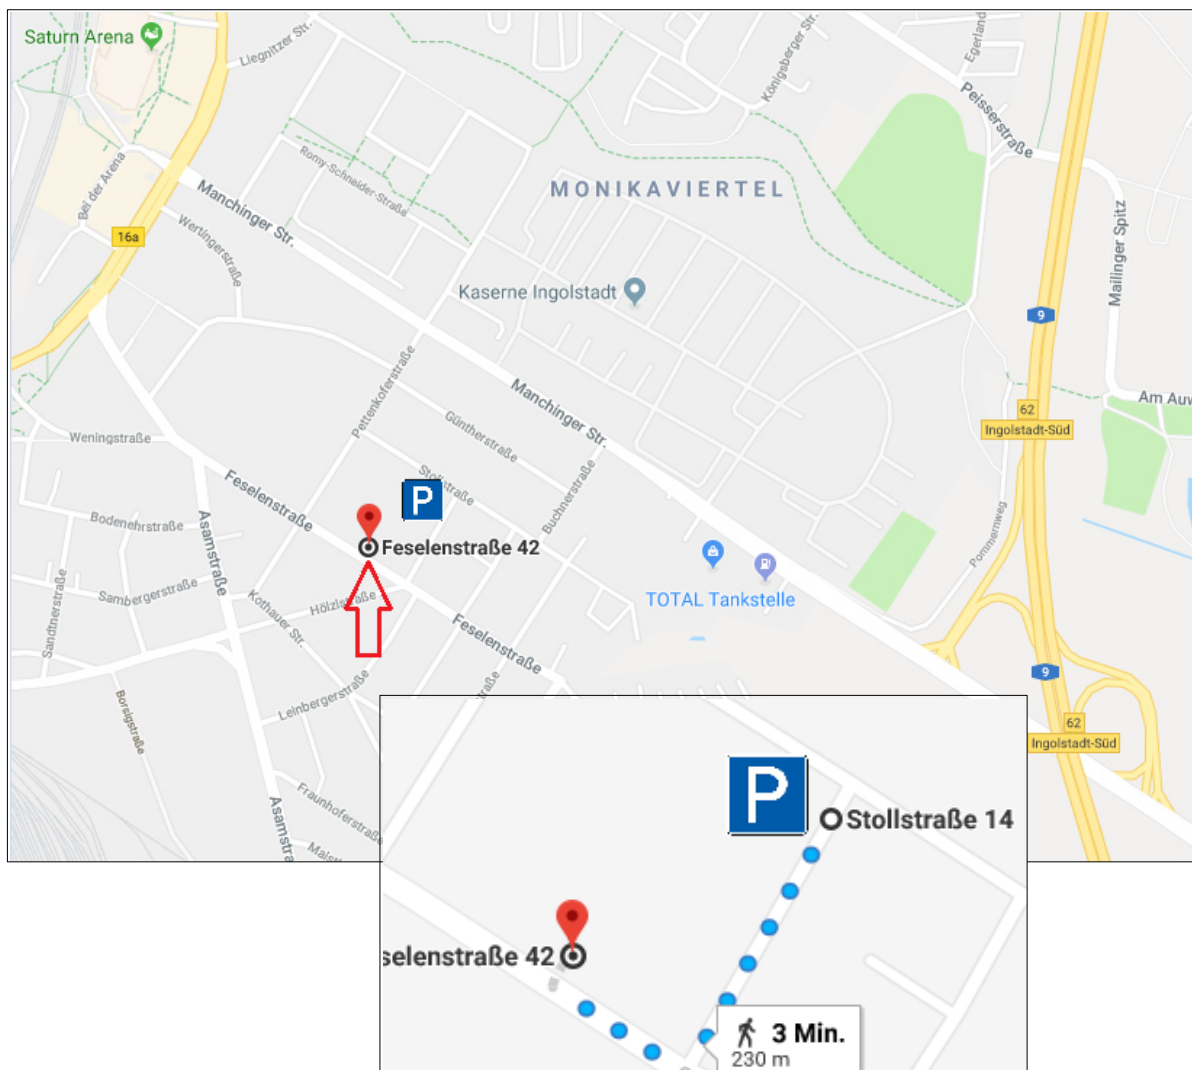 Saturn Arena
Liegnitzer Str.
Königsberger Str.
Egerland
Peisserstraße
Romy-Schneider-Straße
MONIKAVIERTEL
Bei der Arena
Manchinger Str.
Wertingerstraße
16a
Mailinger Spitz
Kaserne Ingolstadt
9
Pettenkoferstraße
Manchinger Str.
Am Auw
62
Ingolstadt-Süd
Güntherstraße
Weningstraße
Feselenstraße
Stollstraße
Buchnerstraße
P
Bodenehrstraße
Asamstraße
Feselenstraße 42
Pommernweg
TOTAL Tankstelle
Sandtnerstraße
Sambergerstraße
Hölzlstraße
Kothauer Str.
Feselenstraße
9
Leinbergerstraße
straße
Borsigstraße
62
Ingolstadt-Süd
Fraunhoferstraße
Asamstra
Maist
P
Stollstraße 14
selenstraße 42
3 Min.
230 m